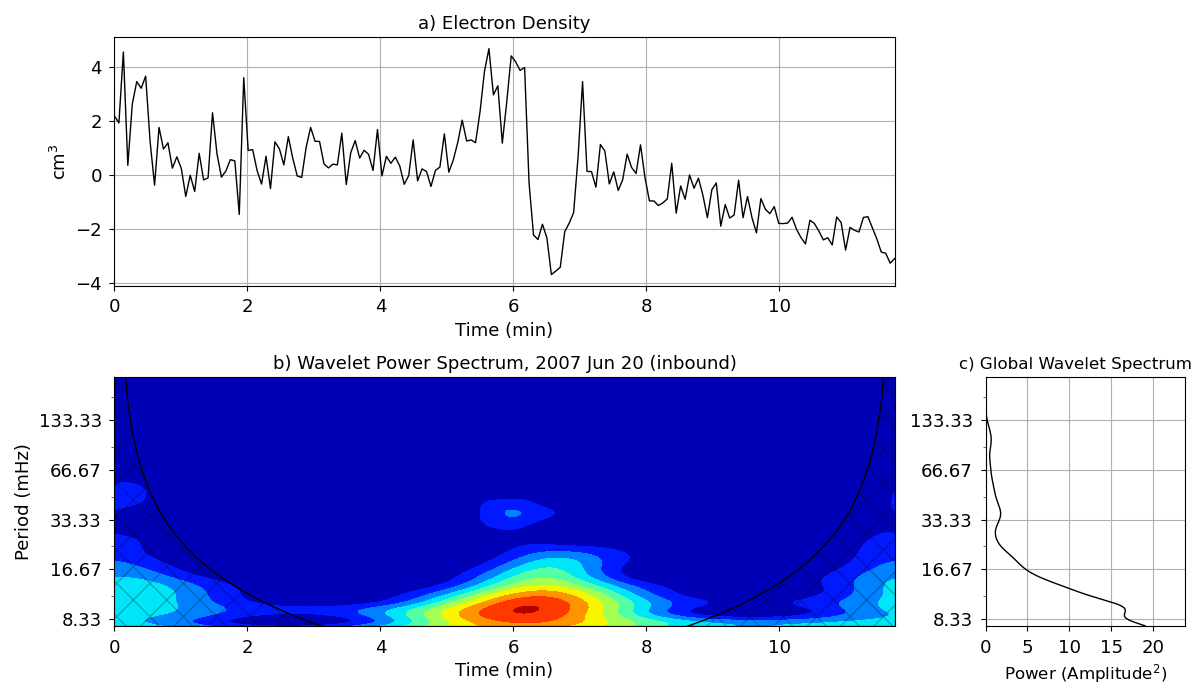 a) Electron Density
4
2
0
−2
−4
cm³
0 2 4 6 8 10
Time (min)
b) Wavelet Power Spectrum, 2007 Jun 20 (inbound)
133.33
66.67
33.33
16.67
8.33
Period (mHz)
0 2 4 6 8 10
Time (min)
c) Global Wavelet Spectrum
133.33
66.67
33.33
16.67
8.33
0 5 10 15 20
Power (Amplitude²)